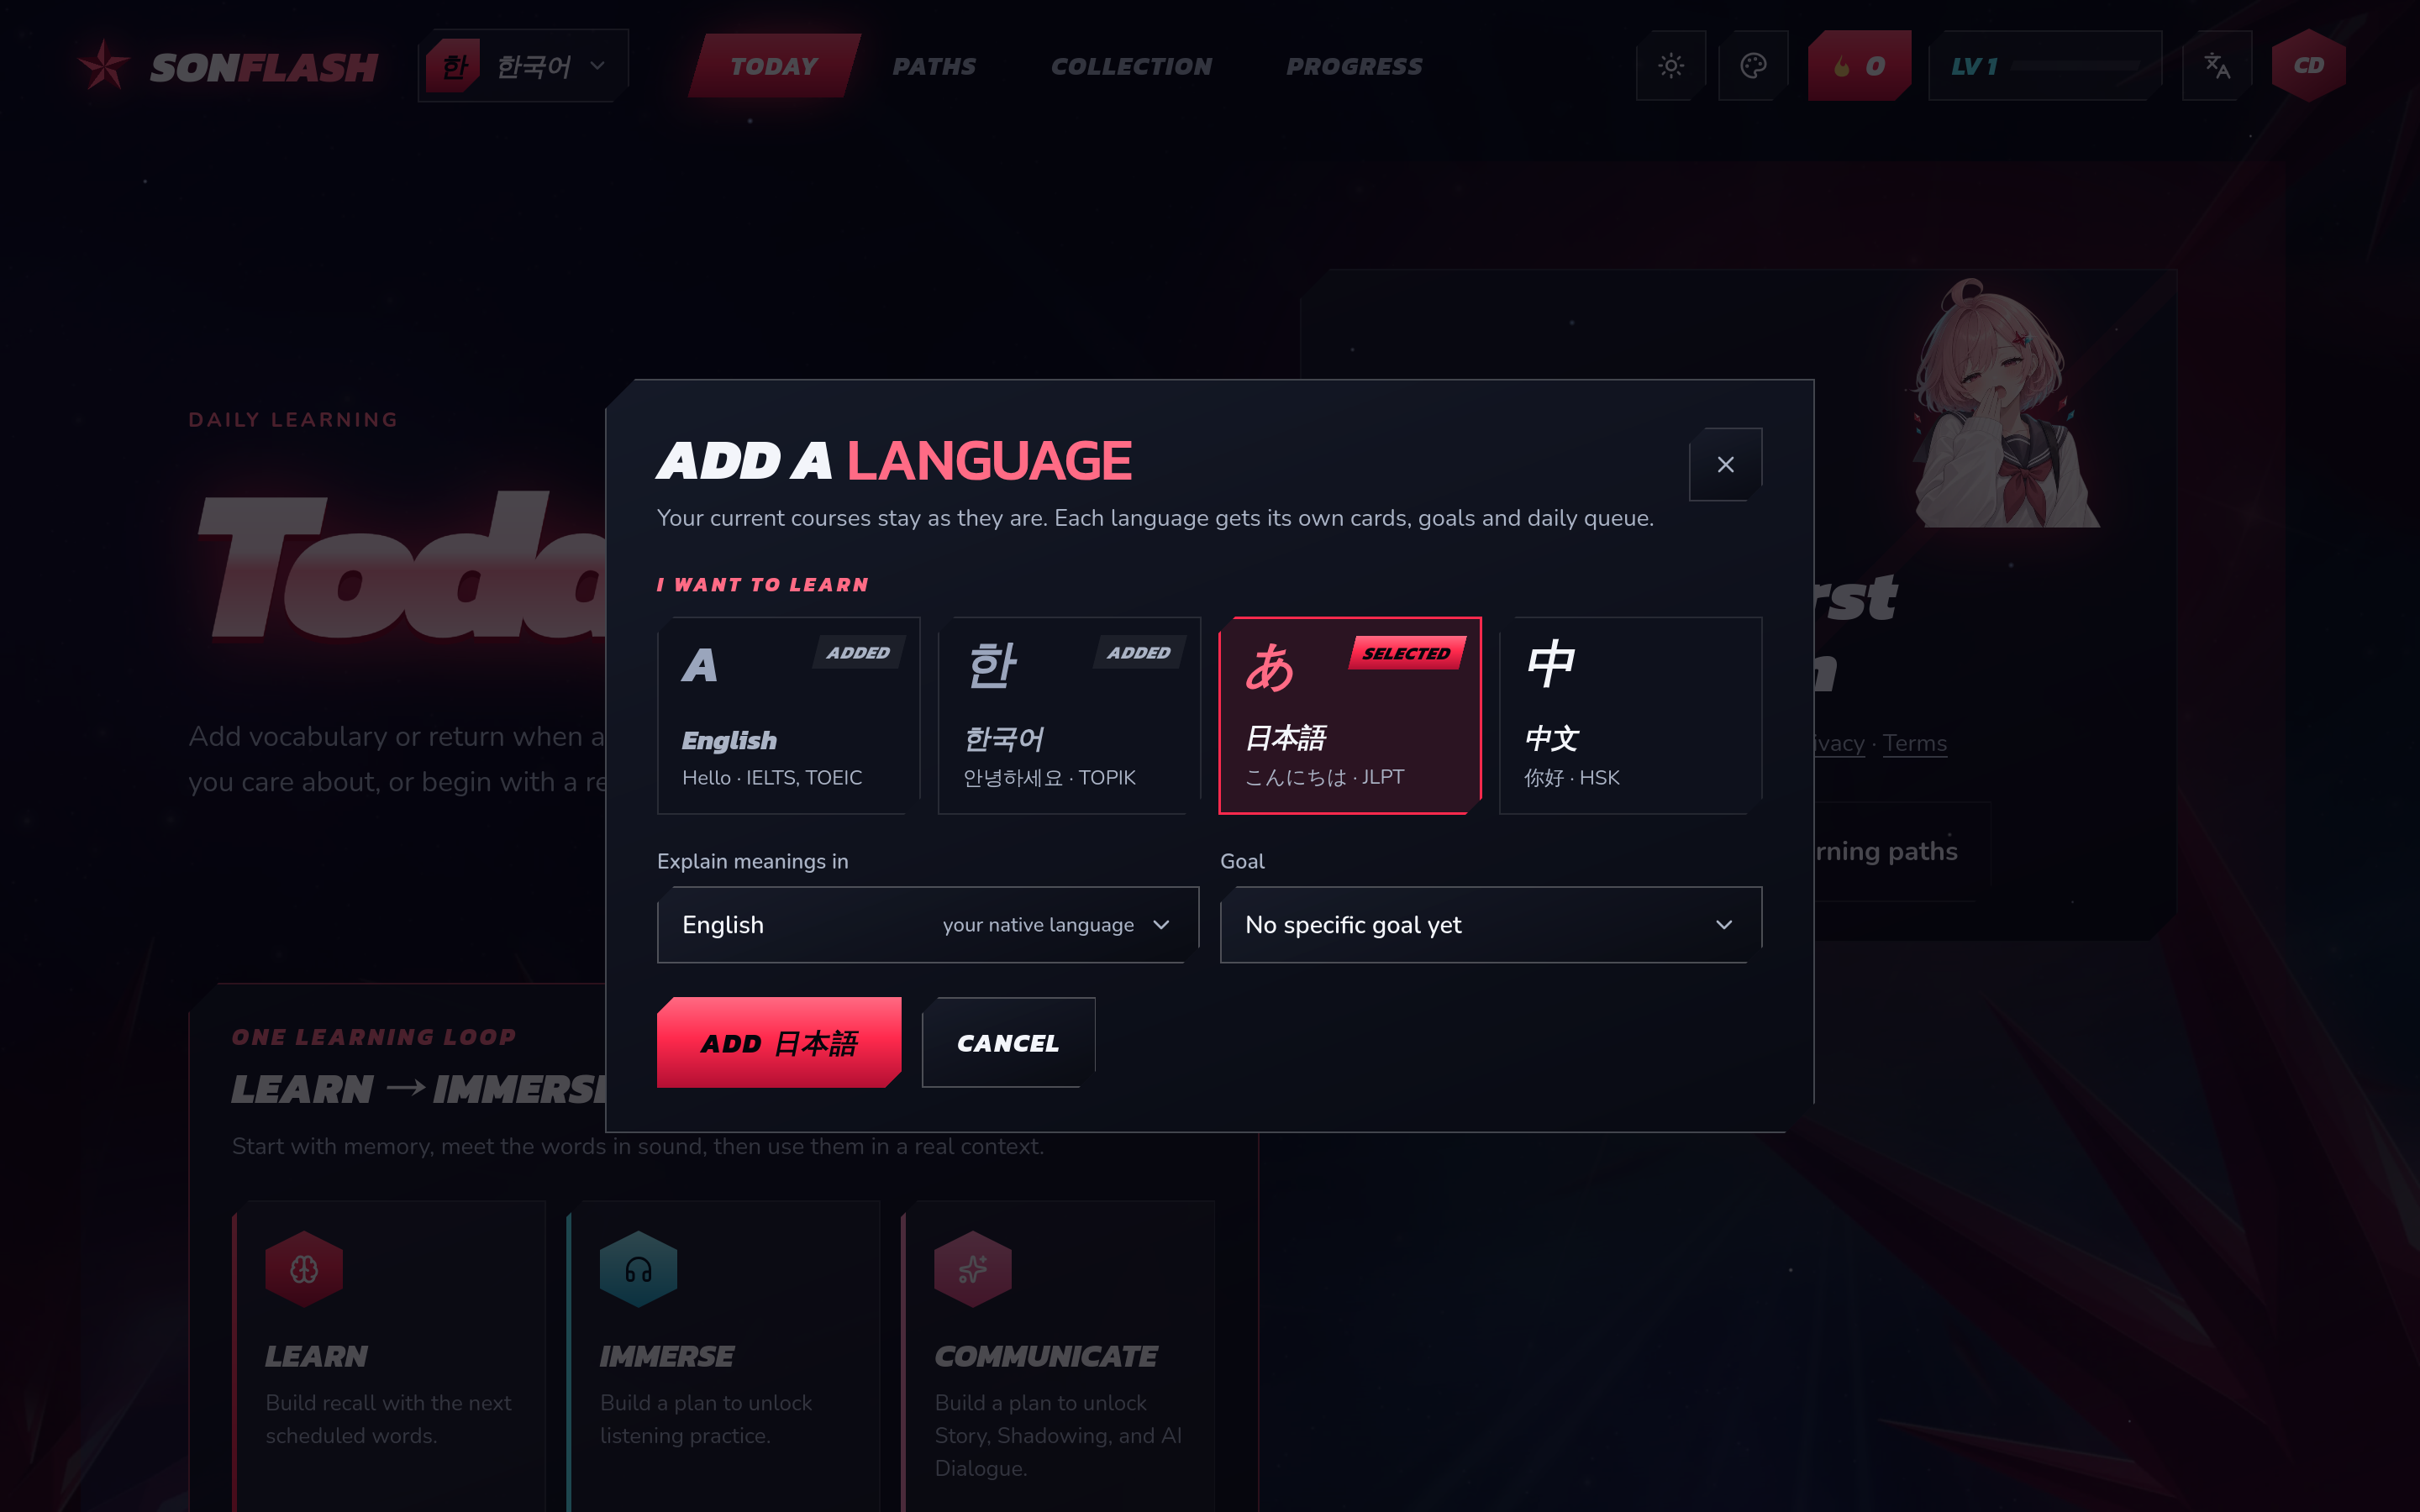 SONFLASH
한 한국어
TODAY
PATHS
COLLECTION
PROGRESS
0
LV 1
CD
DAILY LEARNING
Add vocabulary or return when a
you care about, or begin with a re
ADD A LANGUAGE
Your current courses stay as they are. Each language gets its own cards, goals and daily queue.
I WANT TO LEARN
A
ADDED
English
Hello · IELTS, TOEIC
한
ADDED
한국어
안녕하세요 · TOPIK
あ
SELECTED
日本語
こんにちは · JLPT
中
中文
你好 · HSK
Explain meanings in
English
your native language
Goal
No specific goal yet
ADD 日本語
CANCEL
Terms
paths
ONE LEARNING LOOP
LEARN → IMMERSE
Start with memory, meet the words in sound, then use them in a real context.
LEARN
Build recall with the next
scheduled words.
IMMERSE
Build a plan to unlock
listening practice.
COMMUNICATE
Build a plan to unlock
Story, Shadowing, and AI
Dialogue.